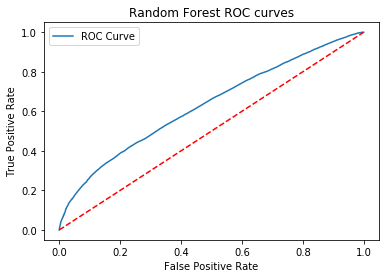 Random Forest ROC curves
ROC Curve
True Positive Rate
1.0
0.8
0.6
0.4
0.2
0.0
0.0 0.2 0.4 0.6 0.8 1.0
False Positive Rate